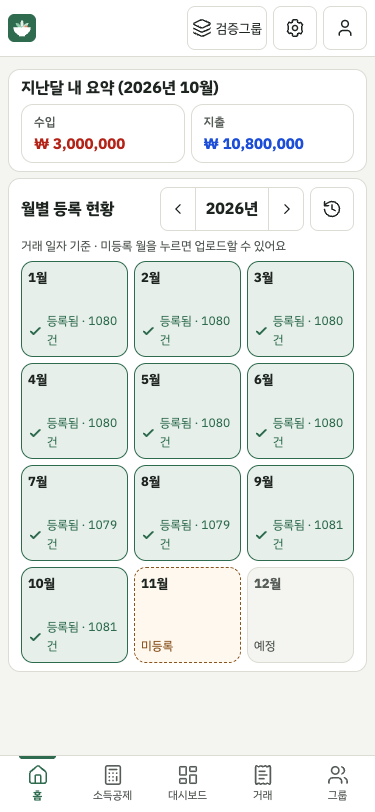 검증그룹
지난달 내 요약 (2026년 10월)
수입
₩ 3,000,000
지출
₩ 10,800,000
월별 등록 현황
2026년
거래 일자 기준 · 미등록 월을 누르면 업로드할 수 있어요
1월
등록됨 · 1080
건
2월
등록됨 · 1080
건
3월
등록됨 · 1080
건
4월
등록됨 · 1080
건
5월
등록됨 · 1080
건
6월
등록됨 · 1080
건
7월
등록됨 · 1079
건
8월
등록됨 · 1079
건
9월
등록됨 · 1081
건
10월
등록됨 · 1081
건
11월
미등록
12월
예정
홈
소득공제
대시보드
거래
그룹